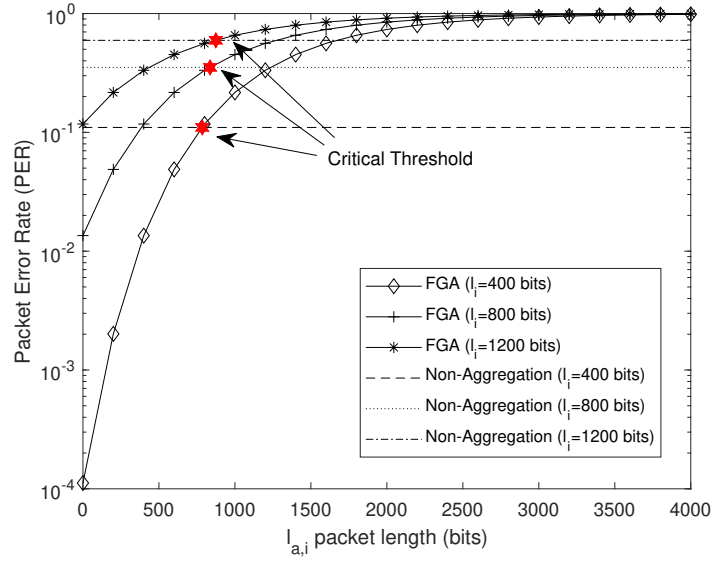 10^0
10^-1
10^-2
10^-3
10^-4
Packet Error Rate (PER)
Critical Threshold
FGA (l_i=400 bits)
FGA (l_i=800 bits)
FGA (l_i=1200 bits)
Non-Aggregation (l_i=400 bits)
Non-Aggregation (l_i=800 bits)
Non-Aggregation (l_i=1200 bits)
0 500 1000 1500 2000 2500 3000 3500 4000
l_a,i packet length (bits)